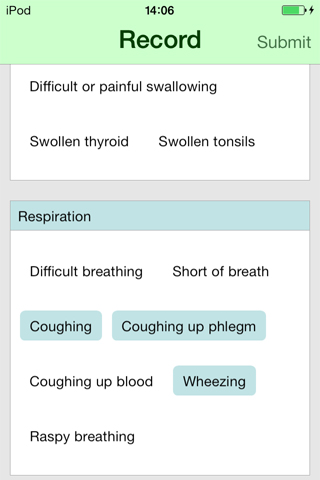 iPod 14:06
Record Submit
Difficult or painful swallowing
Swollen thyroid Swollen tonsils
Respiration
Difficult breathing Short of breath
Coughing Coughing up phlegm
Coughing up blood Wheezing
Raspy breathing